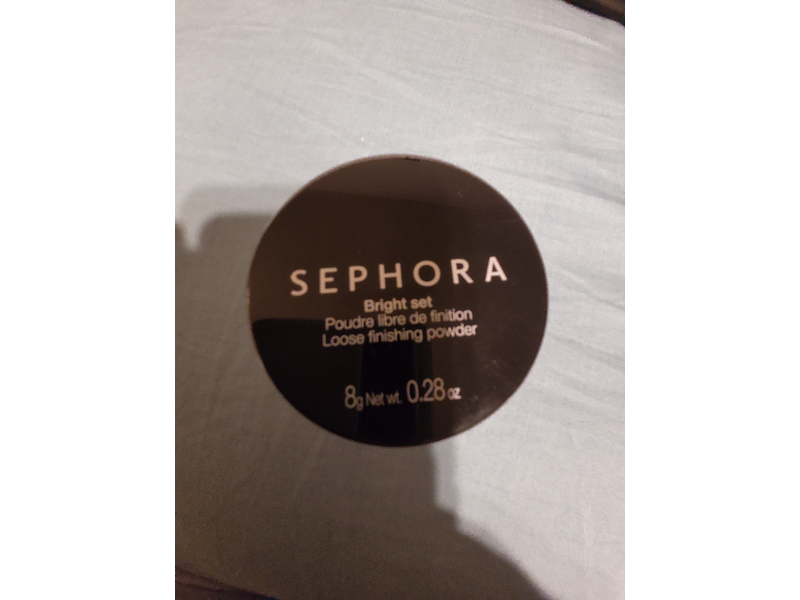 SEPHORA
Bright set
Poudre libre de finition
Loose finishing powder
8g Net wt. 0.28 oz